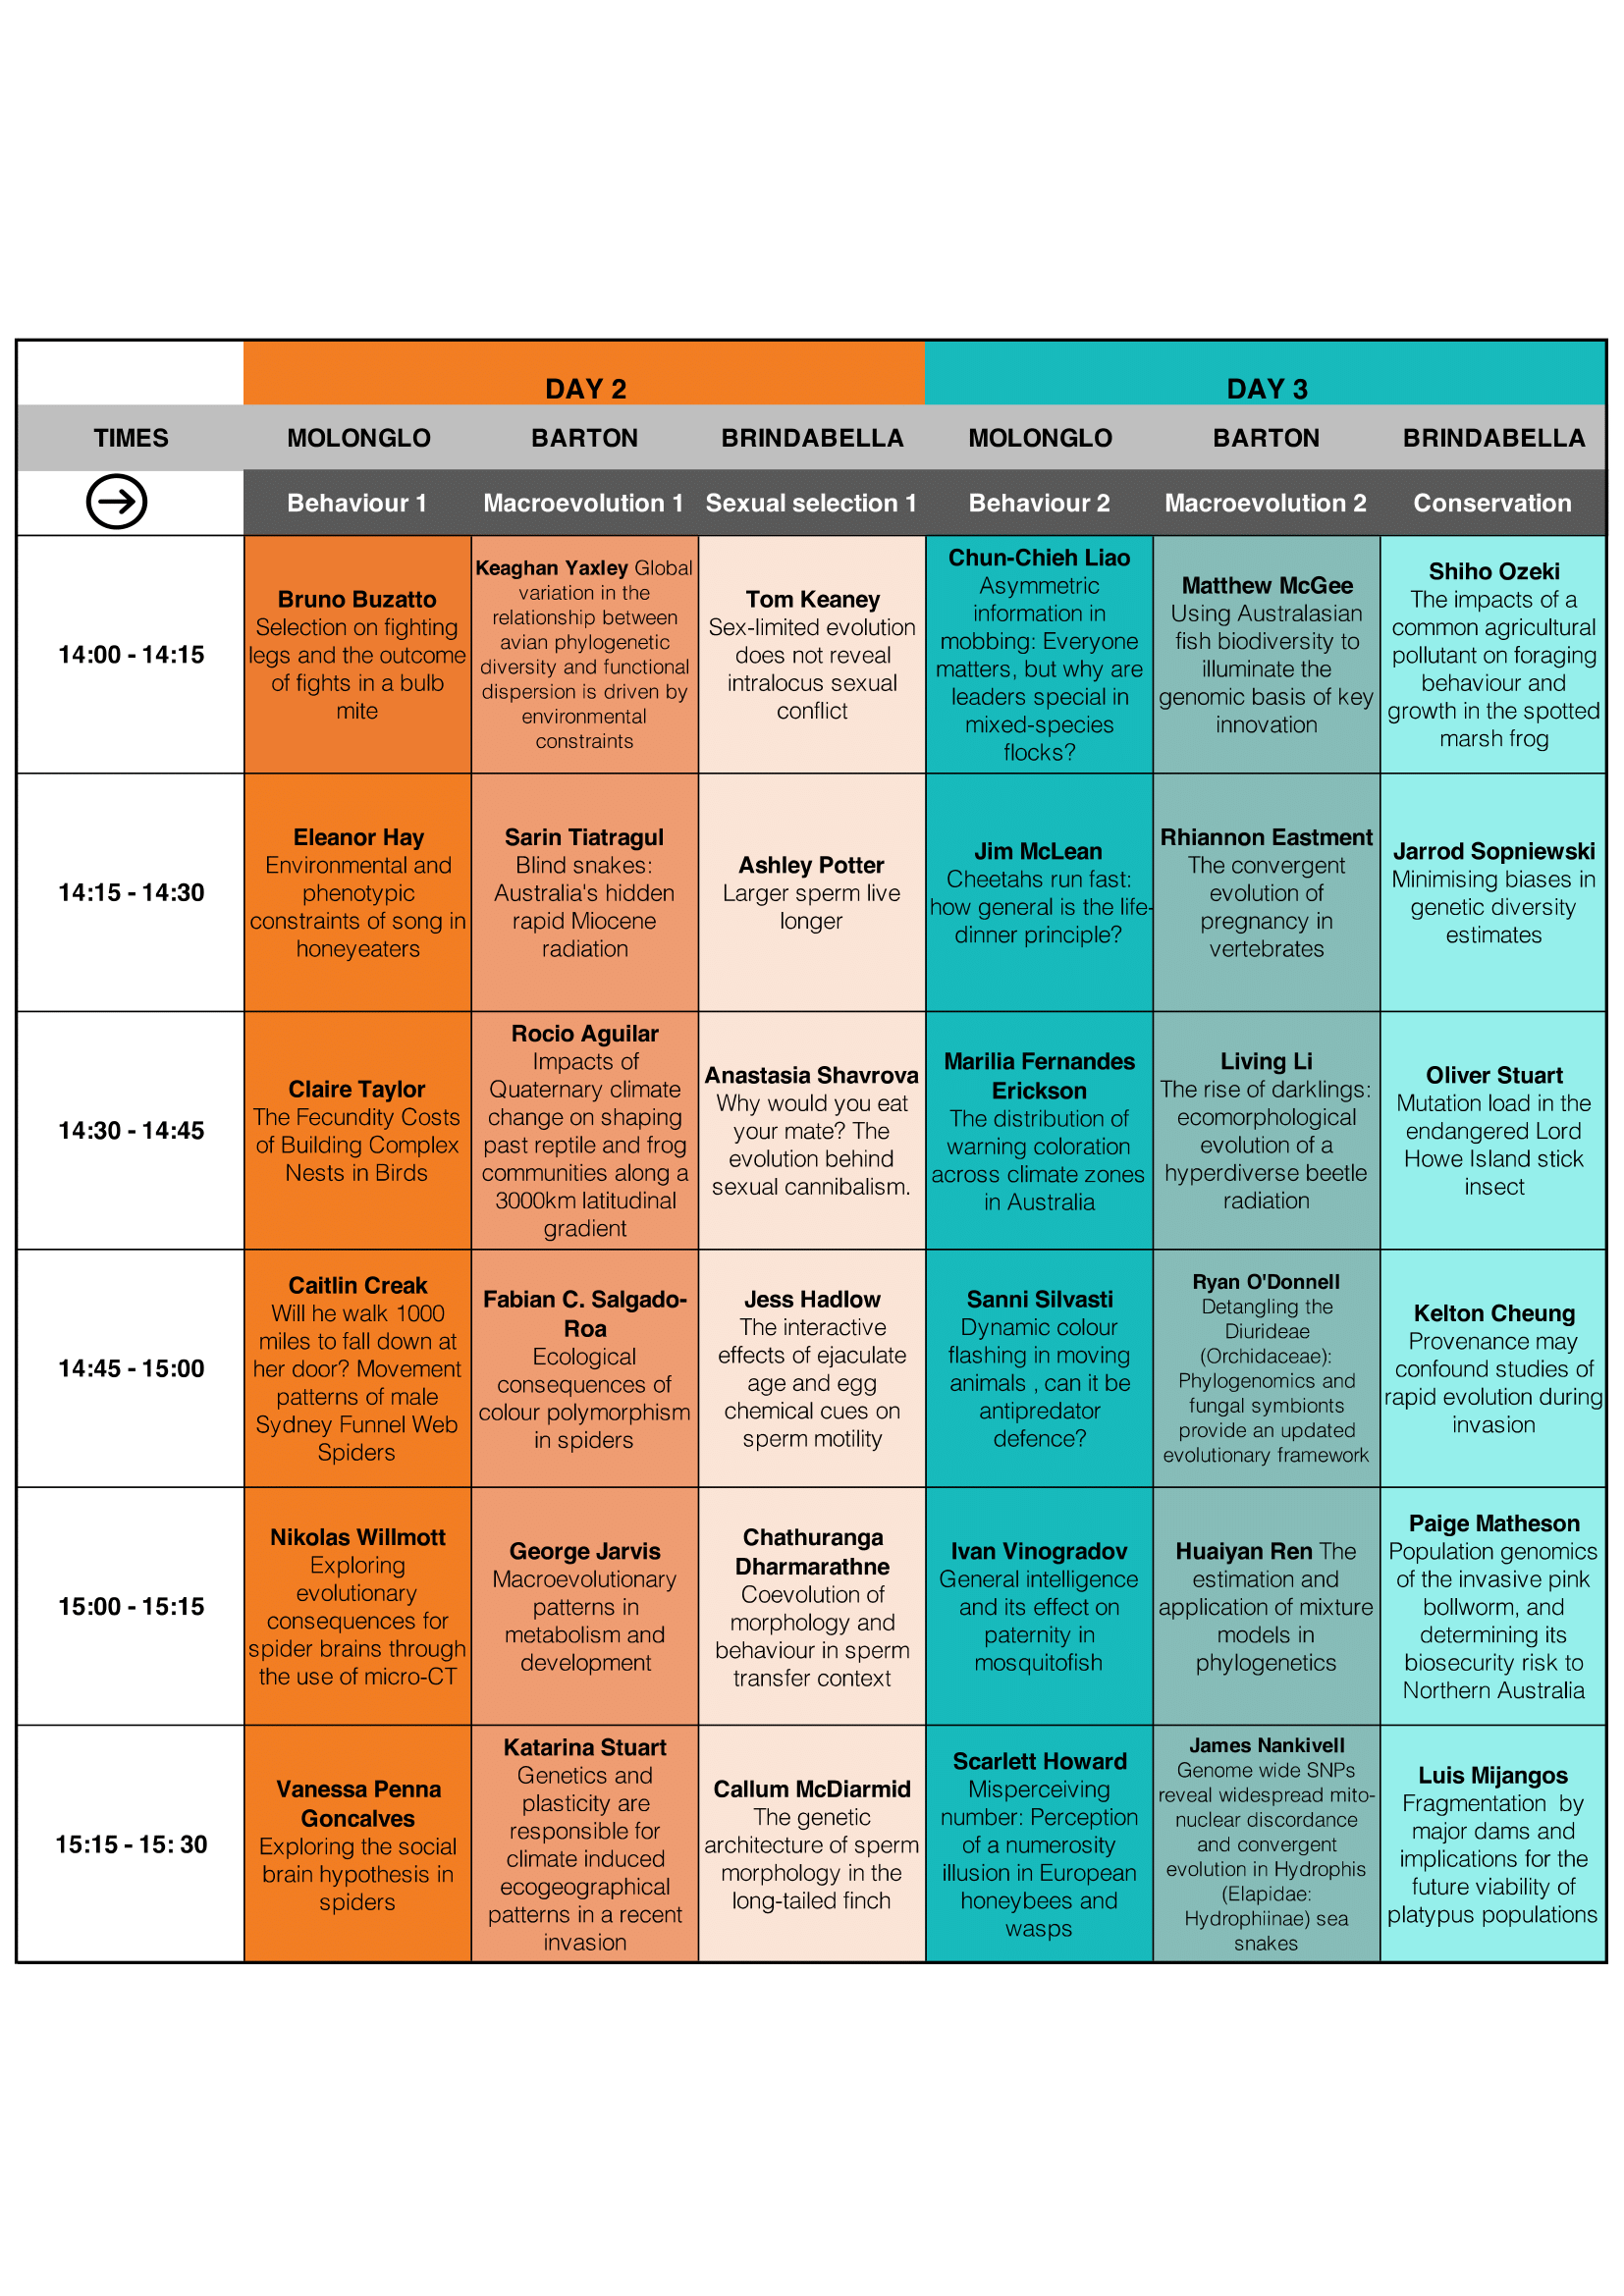 DAY 2
DAY 3
TIMES
MOLONGLO
BARTON
BRINDABELLA
MOLONGLO
BARTON
BRINDABELLA
Behaviour 1
Macroevolution 1
Sexual selection 1
Behaviour 2
Macroevolution 2
Conservation
14:00 - 14:15
Bruno Buzatto
Selection on fighting
legs and the outcome
of fights in a bulb
mite
Keaghan Yaxley Global
variation in the
relationship between
avian phylogenetic
diversity and functional
dispersion is driven by
environmental
constraints
Tom Keaney
Sex-limited evolution
does not reveal
intralocus sexual
conflict
Chun-Chieh Liao
Asymmetric
information in
mobbing: Everyone
matters, but why are
leaders special in
mixed-species
flocks?
Matthew McGee
Using Australasian
fish biodiversity to
illuminate the
genomic basis of key
innovation
Shiho Ozeki
The impacts of a
common agricultural
pollutant on foraging
behaviour and
growth in the spotted
marsh frog
14:15 - 14:30
Eleanor Hay
Environmental and
phenotypic
constraints of song in
honeyeaters
Sarin Tiatragul
Blind snakes:
Australia's hidden
rapid Miocene
radiation
Ashley Potter
Larger sperm live
longer
Jim McLean
Cheetahs run fast:
how general is the life-
dinner principle?
Rhiannon Eastment
The convergent
evolution of
pregnancy in
vertebrates
Jarrod Sopniewski
Minimising biases in
genetic diversity
estimates
14:30 - 14:45
Claire Taylor
The Fecundity Costs
of Building Complex
Nests in Birds
Rocio Aguilar
Impacts of
Quaternary climate
change on shaping
past reptile and frog
communities along a
3000km latitudinal
gradient
Anastasia Shavrova
Why would you eat
your mate? The
evolution behind
sexual cannibalism.
Marilia Fernandes
Erickson
The distribution of
warning coloration
across climate zones
in Australia
Living Li
The rise of darklings:
ecomorphological
evolution of a
hyperdiverse beetle
radiation
Oliver Stuart
Mutation load in the
endangered Lord
Howe Island stick
insect
14:45 - 15:00
Caitlin Creak
Will he walk 1000
miles to fall down at
her door? Movement
patterns of male
Sydney Funnel Web
Spiders
Fabian C. Salgado-
Roa
Ecological
consequences of
colour polymorphism
in spiders
Jess Hadlow
The interactive
effects of ejaculate
age and egg
chemical cues on
sperm motility
Sanni Silvasti
Dynamic colour
flashing in moving
animals , can it be
antipredator
defence?
Ryan O'Donnell
Detangling the
Diurideae
(Orchidaceae):
Phylogenomics and
fungal symbionts
provide an updated
evolutionary framework
Kelton Cheung
Provenance may
confound studies of
rapid evolution during
invasion
15:00 - 15:15
Nikolas Willmott
Exploring
evolutionary
consequences for
spider brains through
the use of micro-CT
George Jarvis
Macroevolutionary
patterns in
metabolism and
development
Chathuranga
Dharmarathne
Coevolution of
morphology and
behaviour in sperm
transfer context
Ivan Vinogradov
General intelligence
and its effect on
paternity in
mosquitofish
Huaiyan Ren The
estimation and
application of mixture
models in
phylogenetics
Paige Matheson
Population genomics
of the invasive pink
bollworm, and
determining its
biosecurity risk to
Northern Australia
15:15 - 15: 30
Vanessa Penna
Goncalves
Exploring the social
brain hypothesis in
spiders
Katarina Stuart
Genetics and
plasticity are
responsible for
climate induced
ecogeographical
patterns in a recent
invasion
Callum McDiarmid
The genetic
architecture of sperm
morphology in the
long-tailed finch
Scarlett Howard
Misperceiving
number: Perception
of a numerosity
illusion in European
honeybees and
wasps
James Nankivell
Genome wide SNPs
reveal widespread mito-
nuclear discordance
and convergent
evolution in Hydrophis
(Elapidae:
Hydrophiinae) sea
snakes
Luis Mijangos
Fragmentation  by
major dams and
implications for the
future viability of
platypus populations